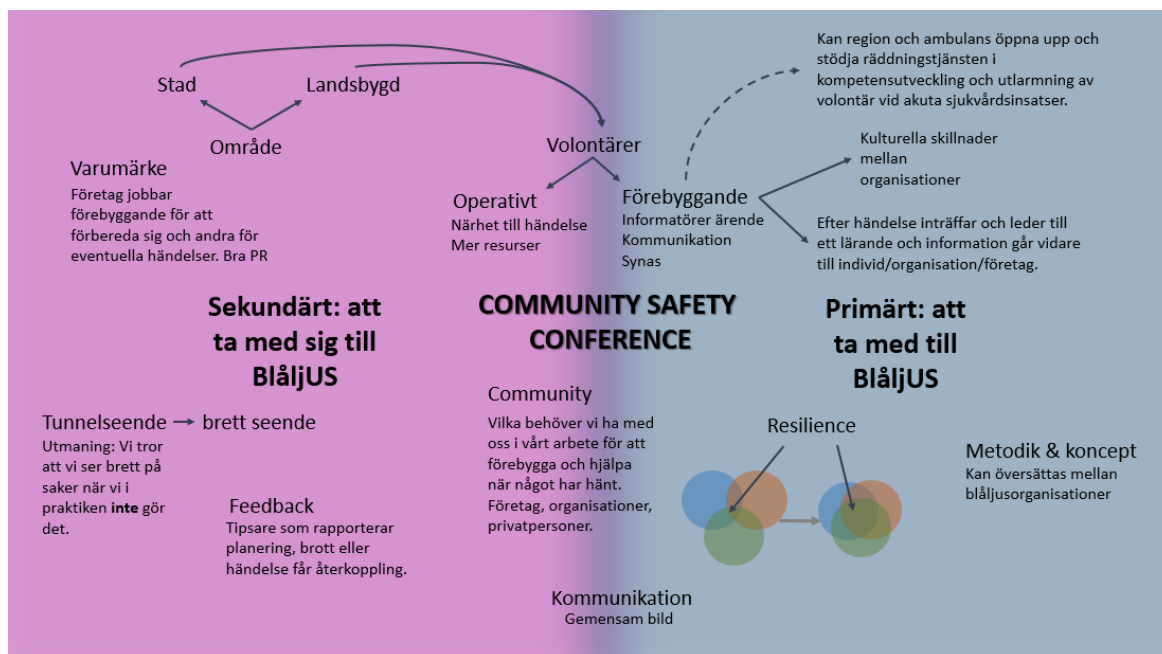 Stad
Landsbygd
Område
Varumärke
Företag jobbar
förebyggande för att
förbereda sig och andra för
eventuella händelser. Bra PR
Volontärer
Operativt
Närhet till händelse
Mer resurser
Förebyggande
Informatörer ärende
Kommunikation
Synas
Kan region och ambulans öppna upp och
stödja räddningstjänsten i
kompetensutveckling och utlarmning av
volontär vid akuta sjukvårdsinsatser.
Kulturella skillnader
mellan
organisationer
Efter händelse inträffar och leder till
ett lärande och information går vidare
till individ/organisation/företag.
Sekundärt: att
ta med sig till
BlåljUS
COMMUNITY SAFETY
CONFERENCE
Primärt: att
ta med till
BlåljUS
Tunnelseende
brett seende
Utmaning: Vi tror
att vi ser brett på
saker när vi i
praktiken inte gör
det.
Feedback
Tipsare som rapporterar
planering, brott eller
händelse får återkoppling.
Community
Vilka behöver vi ha med
oss i vårt arbete för att
förebygga och hjälpa
när något har hänt.
Företag, organisationer,
privatpersoner.
Kommunikation
Gemensam bild
Resilience
Metodik & koncept
Kan översättas mellan
blåljusorganisationer